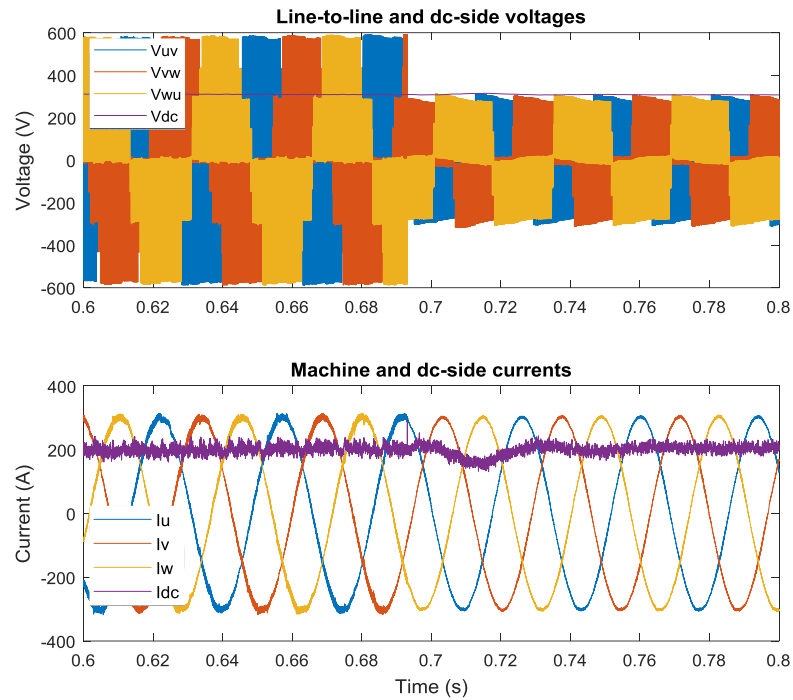 Line-to-line and dc-side voltages
Voltage (V)
600
400
200
0
-200
-400
-600
Vuv
Vvw
Vwu
Vdc
0.6 0.62 0.64 0.66 0.68 0.7 0.72 0.74 0.76 0.78 0.8
Machine and dc-side currents
Current (A)
400
200
0
-200
-400
Iu
Iv
Iw
Idc
0.6 0.62 0.64 0.66 0.68 0.7 0.72 0.74 0.76 0.78 0.8
Time (s)